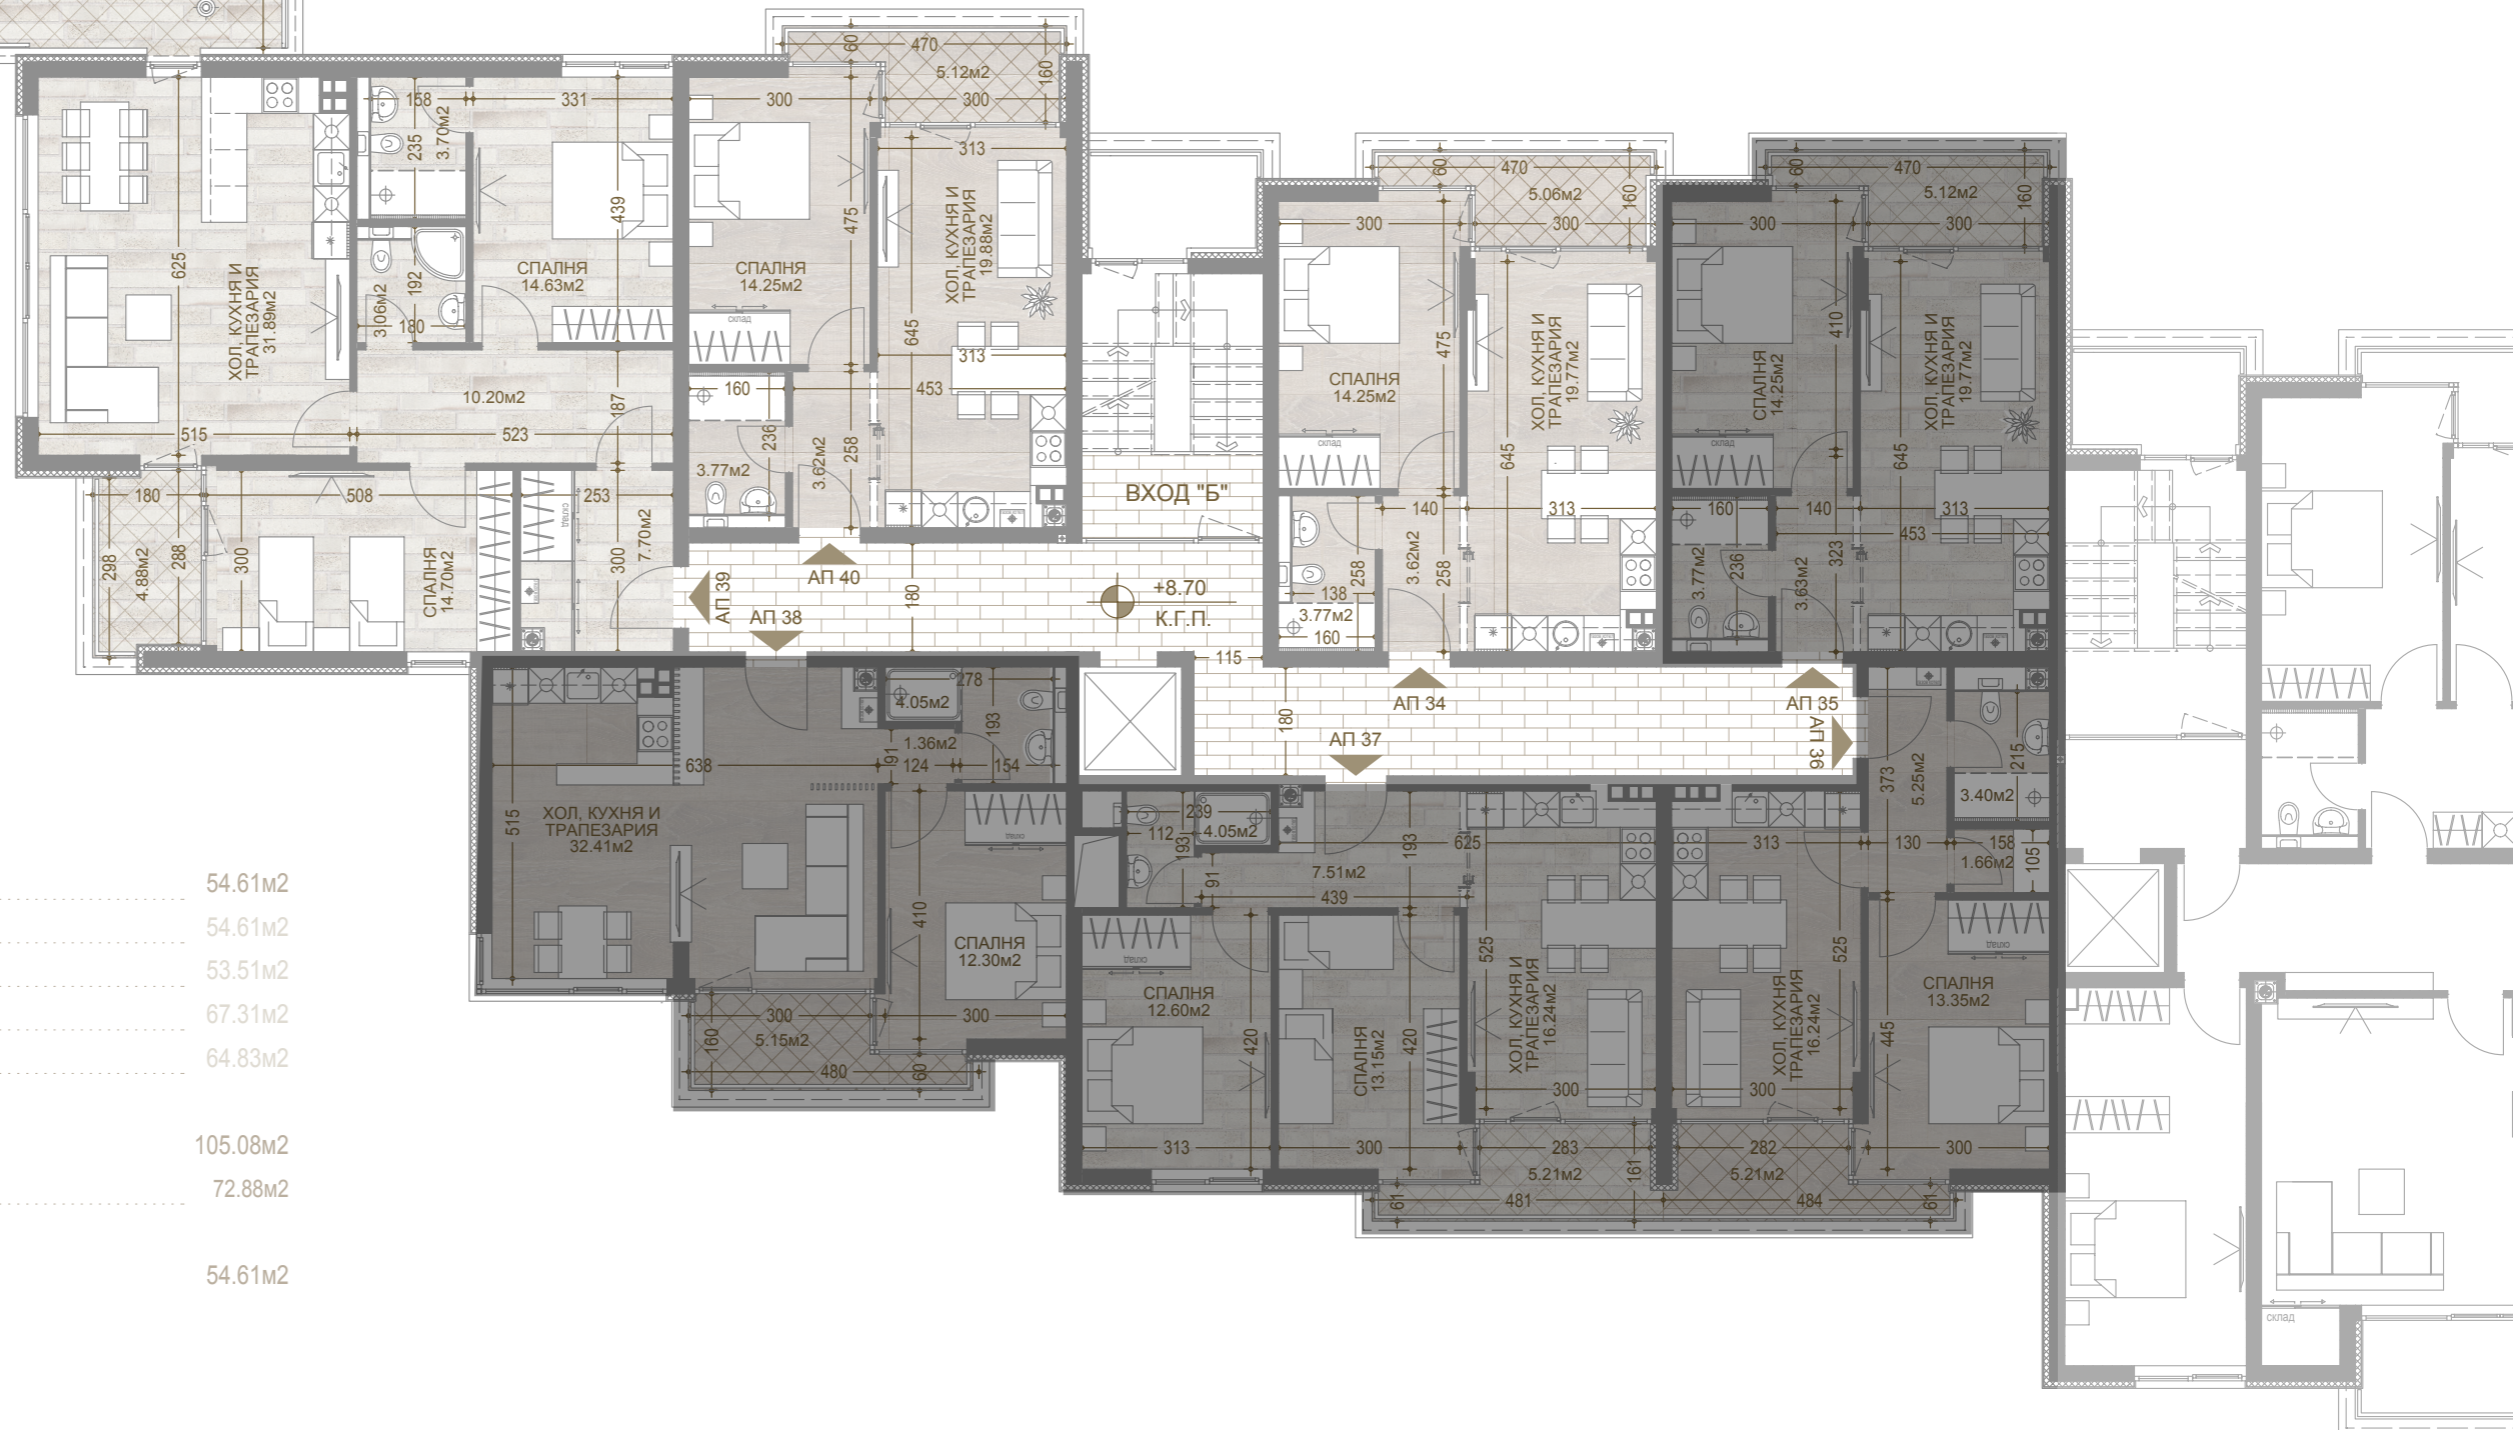 470
60
5.12м2
160
300
300
158
331
3.70м2
235
439
475
313
ХОЛ, КУХНЯ И
ТРАПЕЗАРИЯ
19.88м2
645
313
453
625
ХОЛ, КУХНЯ И
ТРАПЕЗАРИЯ
31.89м2
192
3.06м2
180
СПАЛНЯ
14.63м2
СПАЛНЯ
14.25м2
склад
10.20м2
187
515
523
160
236
3.77м2
3.62м2
258
180
508
253
298
4.88м2
288
300
СПАЛНЯ
14.70м2
склад
300
7.70м2
АП 39
АП 40
АП 38
180
ВХОД "Б"
+8.70
К.Г.П.
115
470
60
5.06м2
160
300
300
475
СПАЛНЯ
14.25м2
склад
ХОЛ, КУХНЯ И
ТРАПЕЗАРИЯ
19.77м2
645
140
313
258
138
3.77м2
160
3.62м2
258
470
60
5.12м2
160
300
300
410
СПАЛНЯ
14.25м2
склад
ХОЛ, КУХНЯ И
ТРАПЕЗАРИЯ
19.77м2
645
160
140
313
453
3.77м2
236
3.63м2
323
180
АП 34
АП 35
АП 36
АП 37
278
4.05м2
193
1.36м2
91
638
124
154
515
ХОЛ, КУХНЯ И
ТРАПЕЗАРИЯ
32.41м2
склад
410
СПАЛНЯ
12.30м2
300
300
160
5.15м2
480
60
239
112
4.05м2
193
91
7.51м2
439
193
625
склад
СПАЛНЯ
12.60м2
420
313
СПАЛНЯ
13.15м2
420
300
525
ХОЛ, КУХНЯ И
ТРАПЕЗАРИЯ
16.24м2
300
283
5.21м2
161
61
481
373
5.25м2
215
3.40м2
313
130
158
1.66м2
105
525
ХОЛ, КУХНЯ
ТРАПЕЗАРИЯ
16.24м2
300
склад
СПАЛНЯ
13.35м2
445
282
300
5.21м2
484
61
склад
54.61м2
54.61м2
53.51м2
67.31м2
64.83м2
105.08м2
72.88м2
54.61м2